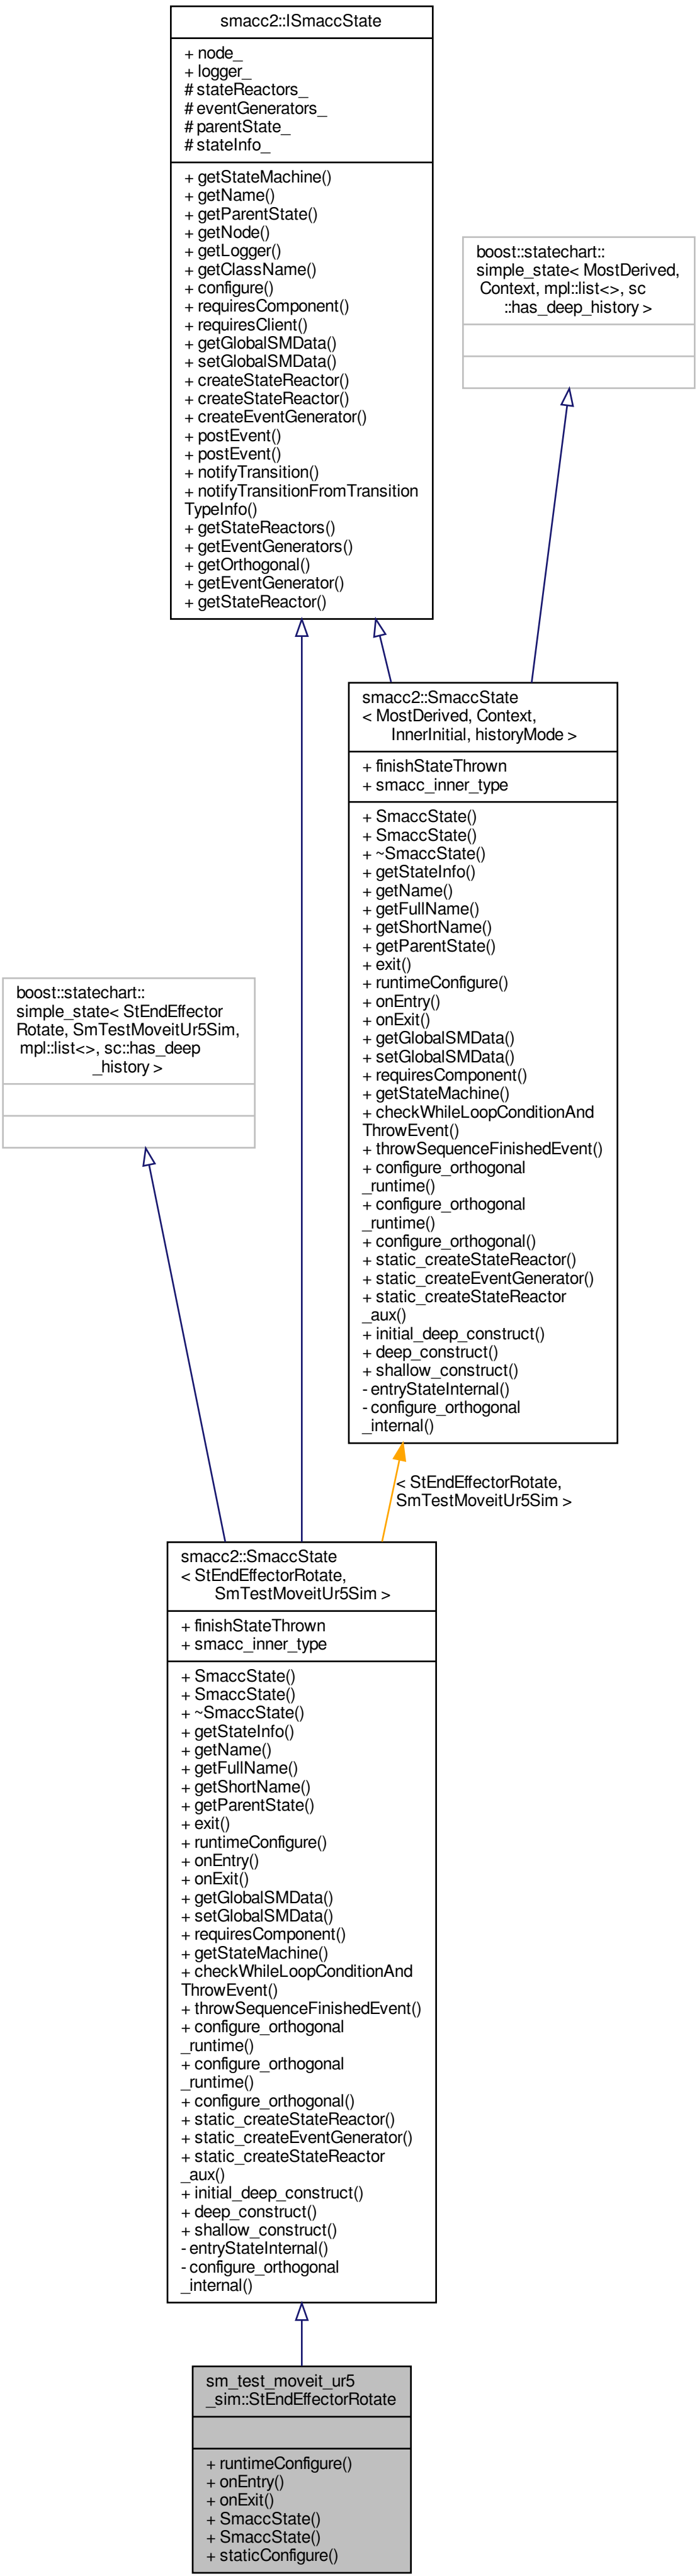 smacc2::ISmaccState
+ node_
+ logger_
# stateReactors_
# eventGenerators_
# parentState_
# stateInfo_
+ getStateMachine()
+ getName()
+ getParentState()
+ getNode()
+ getLogger()
+ getClassName()
+ configure()
+ requiresComponent()
+ requiresClient()
+ getGlobalSMData()
+ setGlobalSMData()
+ createStateReactor()
+ createStateReactor()
+ createEventGenerator()
+ postEvent()
+ postEvent()
+ notifyTransition()
+ notifyTransitionFromTransition
TypeInfo()
+ getStateReactors()
+ getEventGenerators()
+ getOrthogonal()
+ getEventGenerator()
+ getStateReactor()
boost::statechart::
simple_state< MostDerived,
Context, mpl::list<>, sc
::has_deep_history >
smacc2::SmaccState
< MostDerived, Context,
InnerInitial, historyMode >
+ finishStateThrown
+ smacc_inner_type
+ SmaccState()
+ SmaccState()
+ ~SmaccState()
+ getStateInfo()
+ getName()
+ getFullName()
+ getShortName()
+ getParentState()
+ exit()
+ runtimeConfigure()
+ onEntry()
+ onExit()
+ getGlobalSMData()
+ setGlobalSMData()
+ requiresComponent()
+ getStateMachine()
+ checkWhileLoopConditionAnd
ThrowEvent()
+ throwSequenceFinishedEvent()
+ configure_orthogonal
_runtime()
+ configure_orthogonal
_runtime()
+ configure_orthogonal()
+ static_createStateReactor()
+ static_createEventGenerator()
+ static_createStateReactor
_aux()
+ initial_deep_construct()
+ deep_construct()
+ shallow_construct()
- entryStateInternal()
- configure_orthogonal
_internal()
boost::statechart::
simple_state< StEndEffector
Rotate, SmTestMoveitUr5Sim,
mpl::list<>, sc::has_deep
_history >
< StEndEffectorRotate,
SmTestMoveitUr5Sim >
smacc2::SmaccState
< StEndEffectorRotate,
SmTestMoveitUr5Sim >
+ finishStateThrown
+ smacc_inner_type
+ SmaccState()
+ SmaccState()
+ ~SmaccState()
+ getStateInfo()
+ getName()
+ getFullName()
+ getShortName()
+ getParentState()
+ exit()
+ runtimeConfigure()
+ onEntry()
+ onExit()
+ getGlobalSMData()
+ setGlobalSMData()
+ requiresComponent()
+ getStateMachine()
+ checkWhileLoopConditionAnd
ThrowEvent()
+ throwSequenceFinishedEvent()
+ configure_orthogonal
_runtime()
+ configure_orthogonal
_runtime()
+ configure_orthogonal()
+ static_createStateReactor()
+ static_createEventGenerator()
+ static_createStateReactor
_aux()
+ initial_deep_construct()
+ deep_construct()
+ shallow_construct()
- entryStateInternal()
- configure_orthogonal
_internal()
sm_test_moveit_ur5
_sim::StEndEffectorRotate
+ runtimeConfigure()
+ onEntry()
+ onExit()
+ SmaccState()
+ SmaccState()
+ staticConfigure()